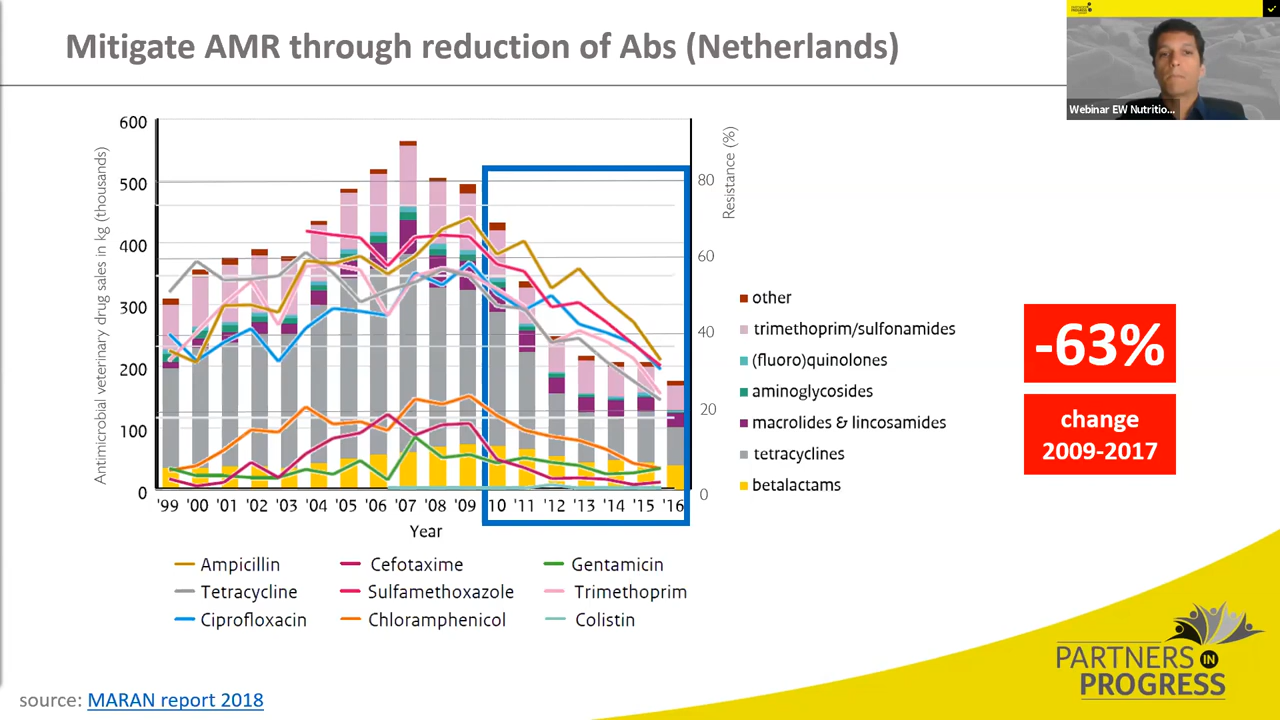 Mitigate AMR through reduction of Abs (Netherlands)
PARTNERS
IN
PROGRESS
Webinar EW Nutritio...
Antimicrobial veterinary drug sales in kg (thousands)
600
500
400
300
200
100
0
Resistance (%)
80
60
40
20
0
'99 '00 '01 '02 '03 '04 '05 '06 '07 '08 '09 '10 '11 '12 '13 '14 '15 '16
Year
other
trimethoprim/sulfonamides
(fluoro)quinolones
aminoglycosides
macrolides & lincosamides
tetracyclines
betalactams
-63%
change
2009-2017
Ampicillin Cefotaxime Gentamicin
Tetracycline Sulfamethoxazole Trimethoprim
Ciprofloxacin Chloramphenicol Colistin
PARTNERS IN
PROGRESS
source: MARAN report 2018